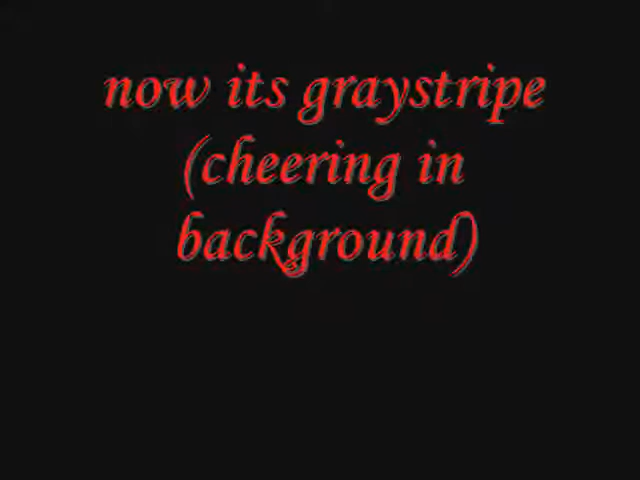 now its graystripe
(cheering in
background)